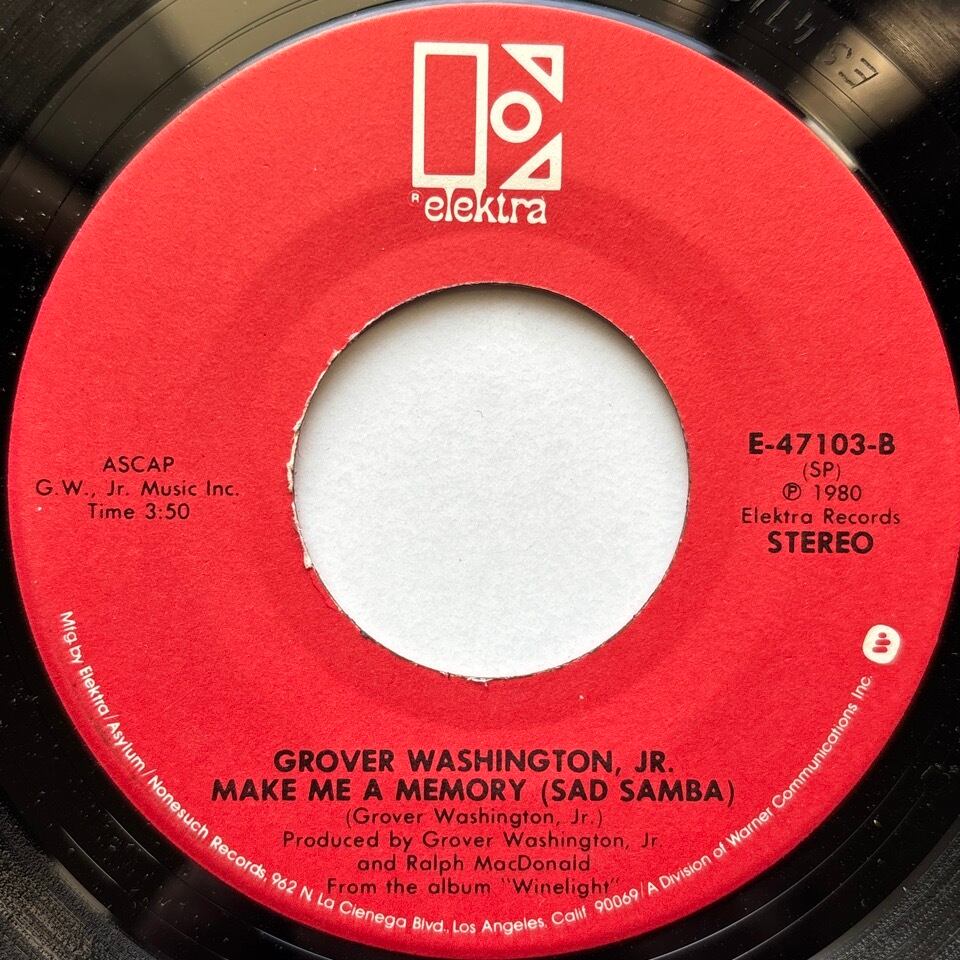 R elektra
ASCAP
G.W., Jr. Music Inc.
Time 3:50
E-47103-B
(SP)
℗ 1980
Elektra Records
STEREO
GROVER WASHINGTON, JR.
MAKE ME A MEMORY (SAD SAMBA)
(Grover Washington, Jr.)
Produced by Grover Washington, Jr.
and Ralph MacDonald
From the album "Winelight"
Mfg. by Elektra/Asylum/Nonesuch Records, 962 N. La Cienega Blvd., Los Angeles, Calif. 90069/A Division of Warner Communications Inc.